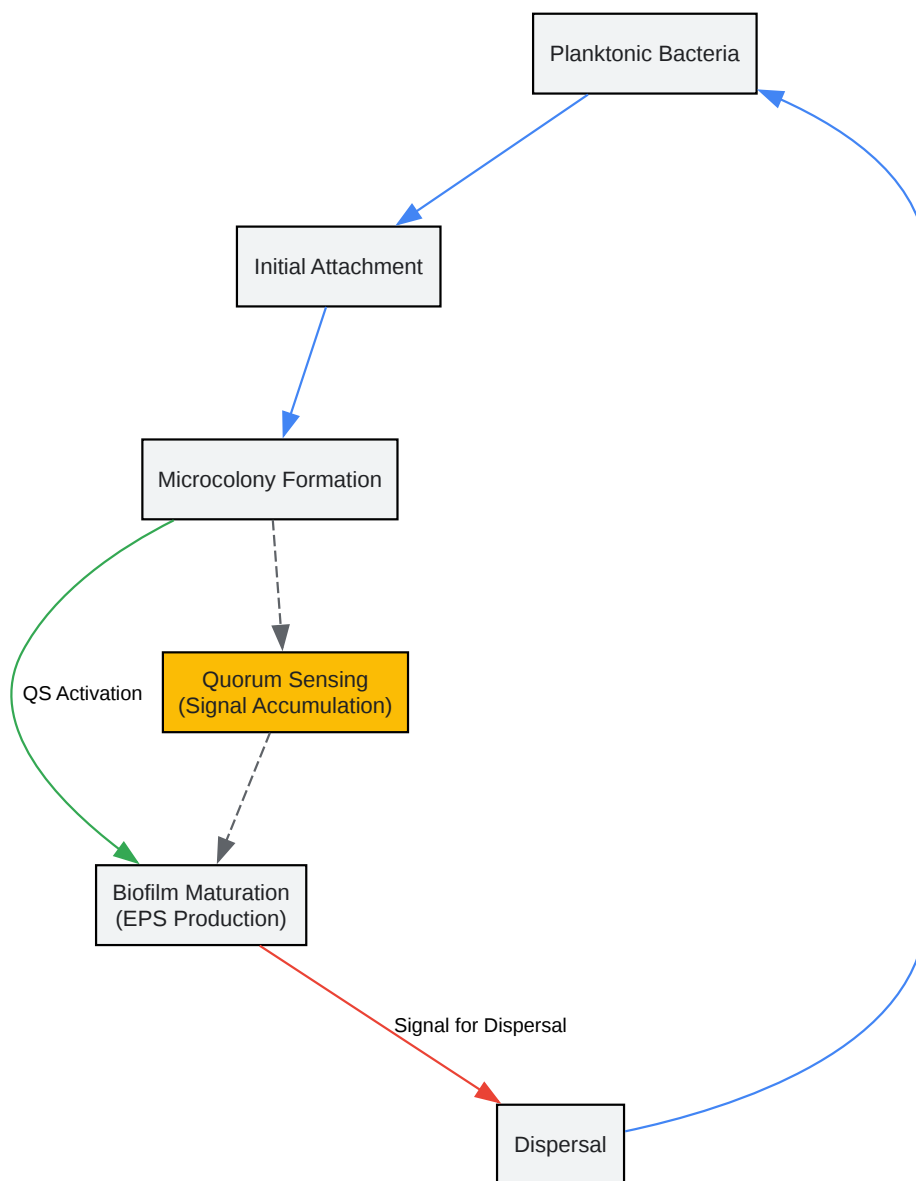 Planktonic Bacteria
Initial Attachment
Microcolony Formation
Quorum Sensing
(Signal Accumulation)
QS Activation
Biofilm Maturation
(EPS Production)
Signal for Dispersal
Dispersal